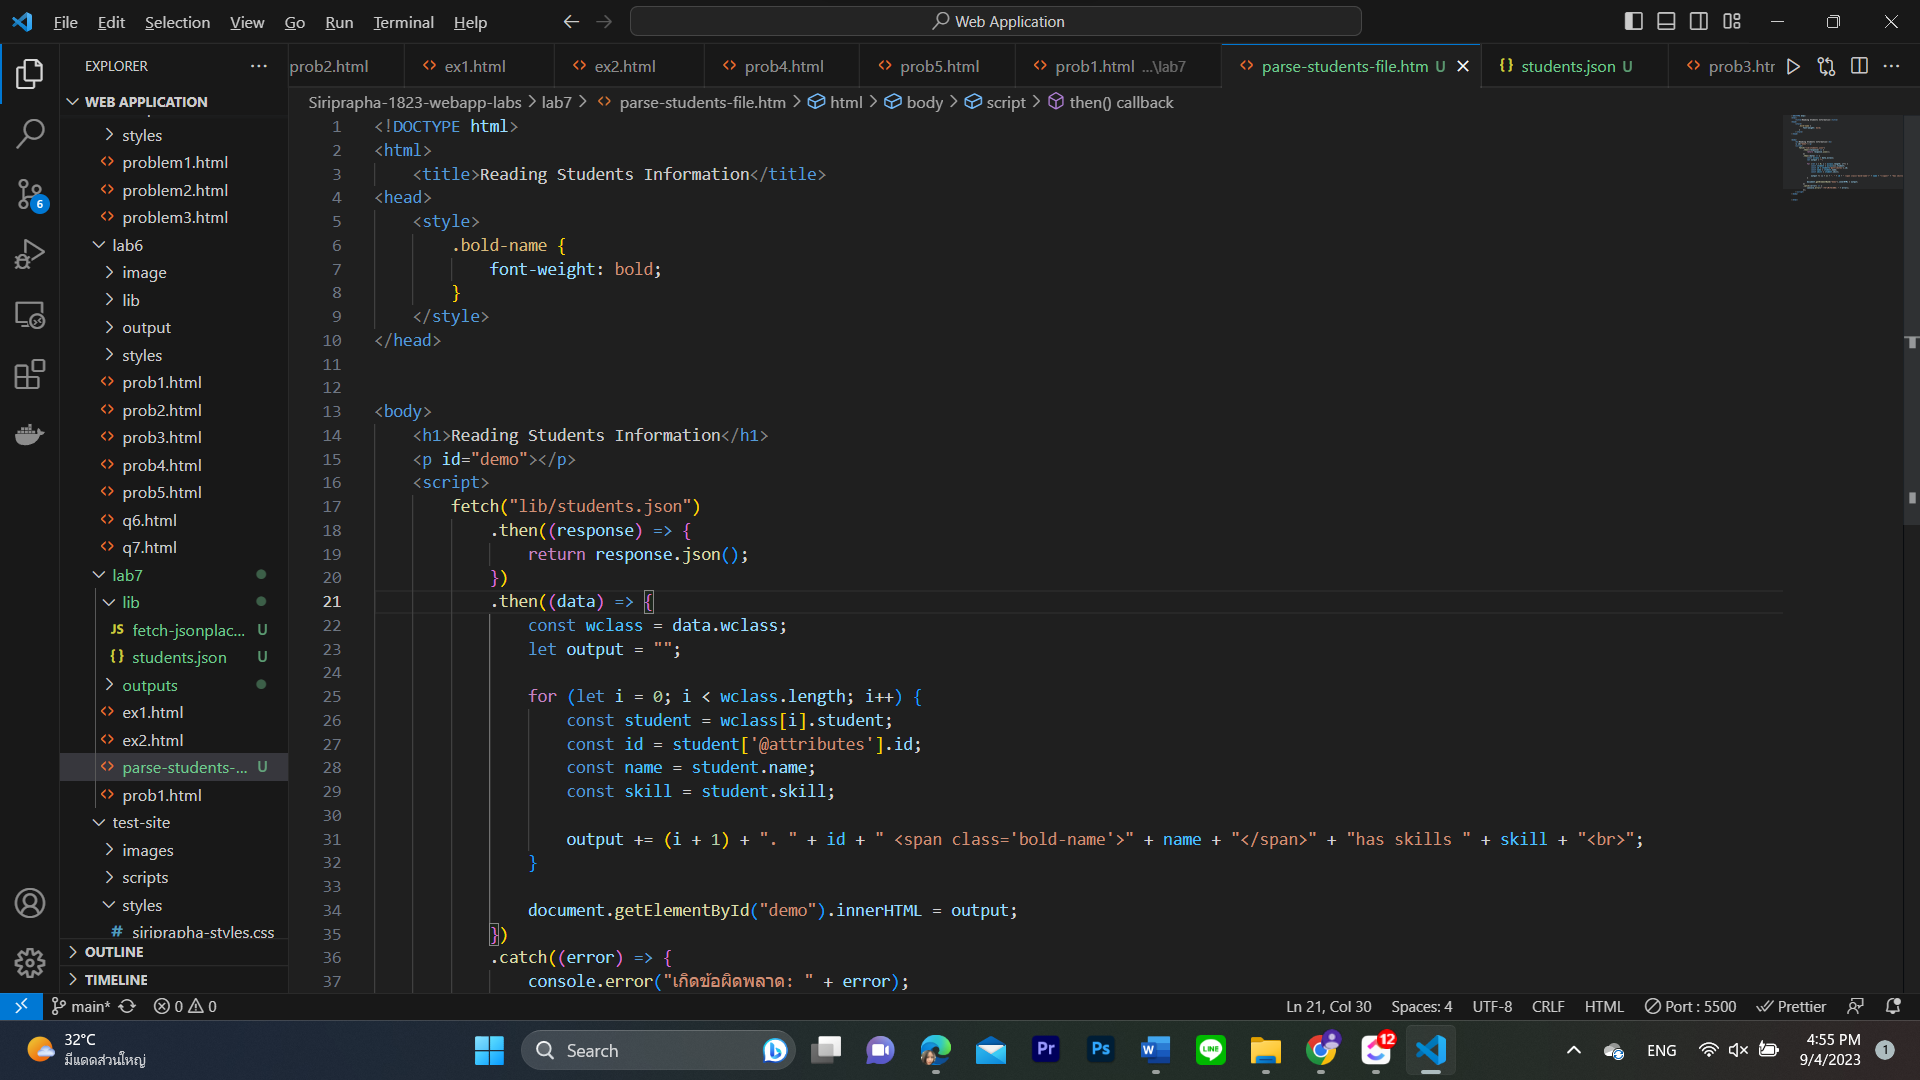 File Edit Selection View Go Run Terminal Help
Web Application
EXPLORER
prob2.html ex1.html ex2.html prob4.html prob5.html prob1.html ...\lab7 parse-students-file.htm U students.json U prob3.htr
WEB APPLICATION
styles
problem1.html
problem2.html
problem3.html
lab6
image
lib
output
styles
prob1.html
prob2.html
prob3.html
prob4.html
prob5.html
q6.html
q7.html
lab7
lib
JS fetch-jsonplac... U
{} students.json U
outputs
ex1.html
ex2.html
parse-students-... U
prob1.html
test-site
images
scripts
styles
# siriprapha-styles.css
OUTLINE
TIMELINE
6
Siriprapha-1823-webapp-labs > lab7 > parse-students-file.htm > html > body > script > then() callback
1 <!DOCTYPE html>
2 <html>
3 <title>Reading Students Information</title>
4 <head>
5 <style>
6 .bold-name {
7 font-weight: bold;
8 }
9 </style>
10 </head>
11
12
13 <body>
14 <h1>Reading Students Information</h1>
15 <p id="demo"></p>
16 <script>
17 fetch("lib/students.json")
18 .then((response) => {
19 return response.json();
20 })
21 .then((data) => {
22 const wclass = data.wclass;
23 let output = "";
24
25 for (let i = 0; i < wclass.length; i++) {
26 const student = wclass[i].student;
27 const id = student['@attributes'].id;
28 const name = student.name;
29 const skill = student.skill;
30
31 output += (i + 1) + ". " + id + " <span class='bold-name'>" + name + "</span>" + "has skills " + skill + "<br>";
32 }
33
34 document.getElementById("demo").innerHTML = output;
35 })
36 .catch((error) => {
37 console.error("เกิดข้อผิดพลาด: " + error);
main* 0 0 Ln 21, Col 30 Spaces: 4 UTF-8 CRLF HTML Port : 5500 Prettier
32°C
มีแดดส่วนใหญ่
Search
Pr
Ps
W
LINE
12
ENG
4:55 PM
9/4/2023
1